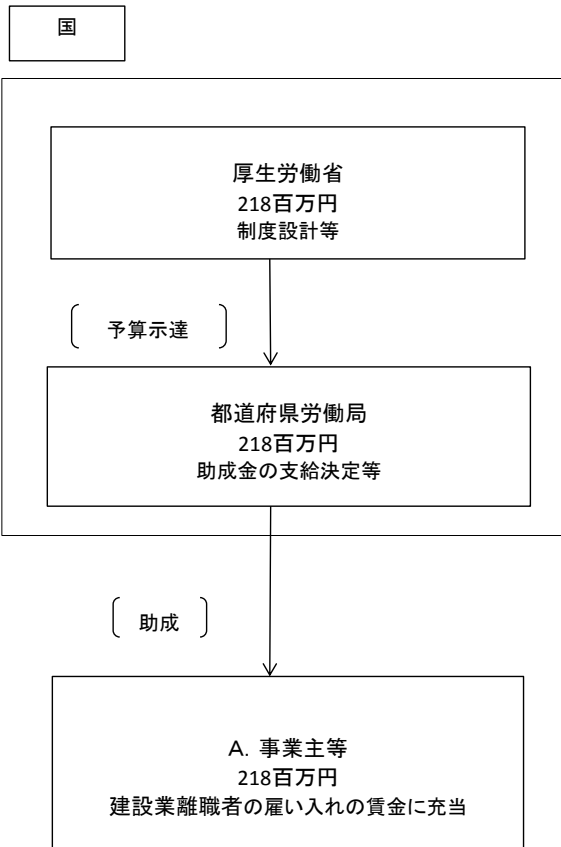 国
厚生労働省
218百万円
制度設計等
予算示達
都道府県労働局
218百万円
助成金の支給決定等
助成
A．事業主等
218百万円
建設業離職者の雇い入れの賃金に充当